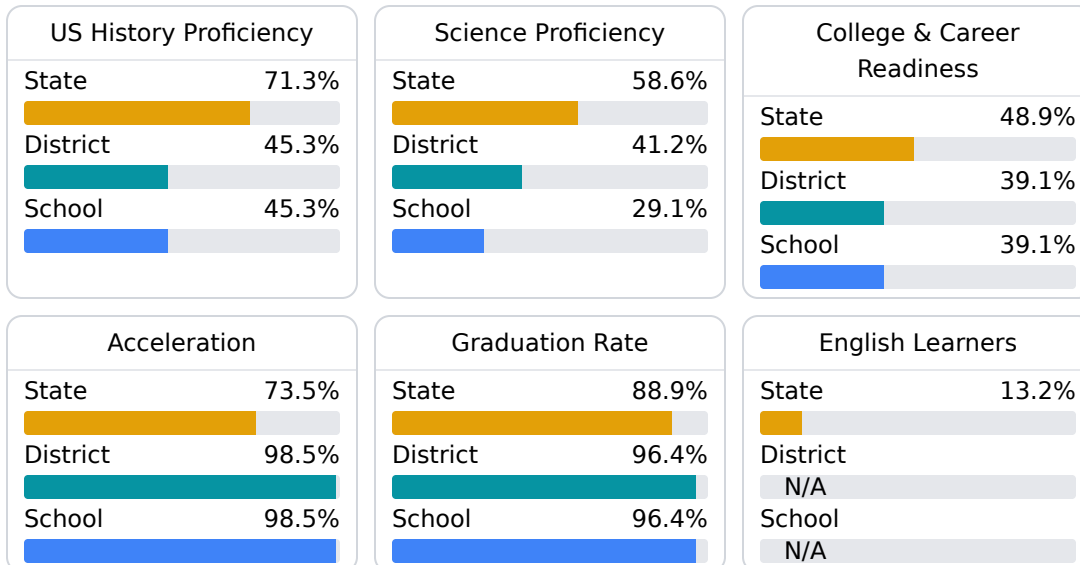 US History Proficiency
State 71.3%
District 45.3%
School 45.3%
Science Proficiency
State 58.6%
District 41.2%
School 29.1%
College & Career
Readiness
State 48.9%
District 39.1%
School 39.1%
Acceleration
State 73.5%
District 98.5%
School 98.5%
Graduation Rate
State 88.9%
District 96.4%
School 96.4%
English Learners
State 13.2%
District
N/A
School
N/A